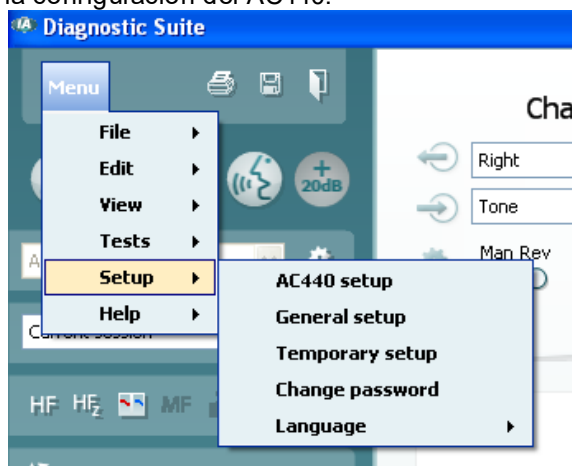 la configuración del AC440.
Diagnostic Suite
Menu
Cha
File
Edit
View
Tests
Setup
Help
+
20dB
Right
Tone
Man Rev
AC440 setup
General setup
Temporary setup
Change password
Language
HF HFz MF